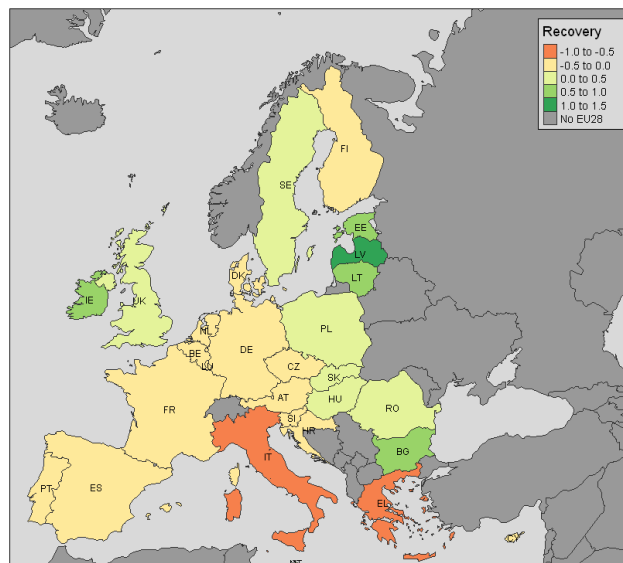 Recovery
-1.0 to -0.5
-0.5 to 0.0
0.0 to 0.5
0.5 to 1.0
1.0 to 1.5
No EU28
FI
SE
EE
LV
LT
DK
IE
UK
NL
PL
BE
DE
LU
CZ
SK
AT
HU
FR
SI
HR
RO
IT
BG
PT
ES
EL